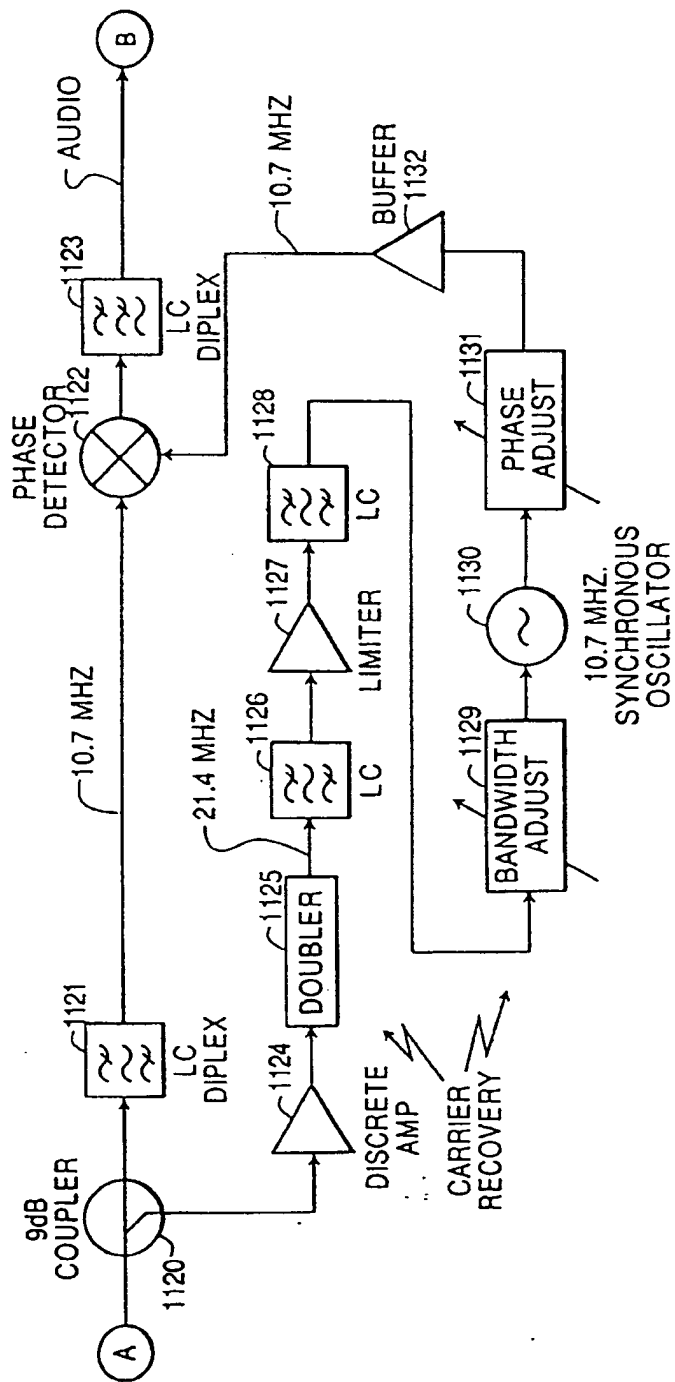 A
9dB
COUPLER
1120
1121
LC
DIPLEX
10.7 MHZ
PHASE
DETECTOR
1122
1123
LC
DIPLEX
AUDIO
B
1124
DISCRETE
AMP
1125
DOUBLER
21.4 MHZ
1126
LC
1127
LIMITER
1128
LC
10.7 MHZ
BUFFER
1132
CARRIER
RECOVERY
1129
BANDWIDTH
ADJUST
1130
10.7 MHZ.
SYNCHRONOUS
OSCILLATOR
1131
PHASE
ADJUST